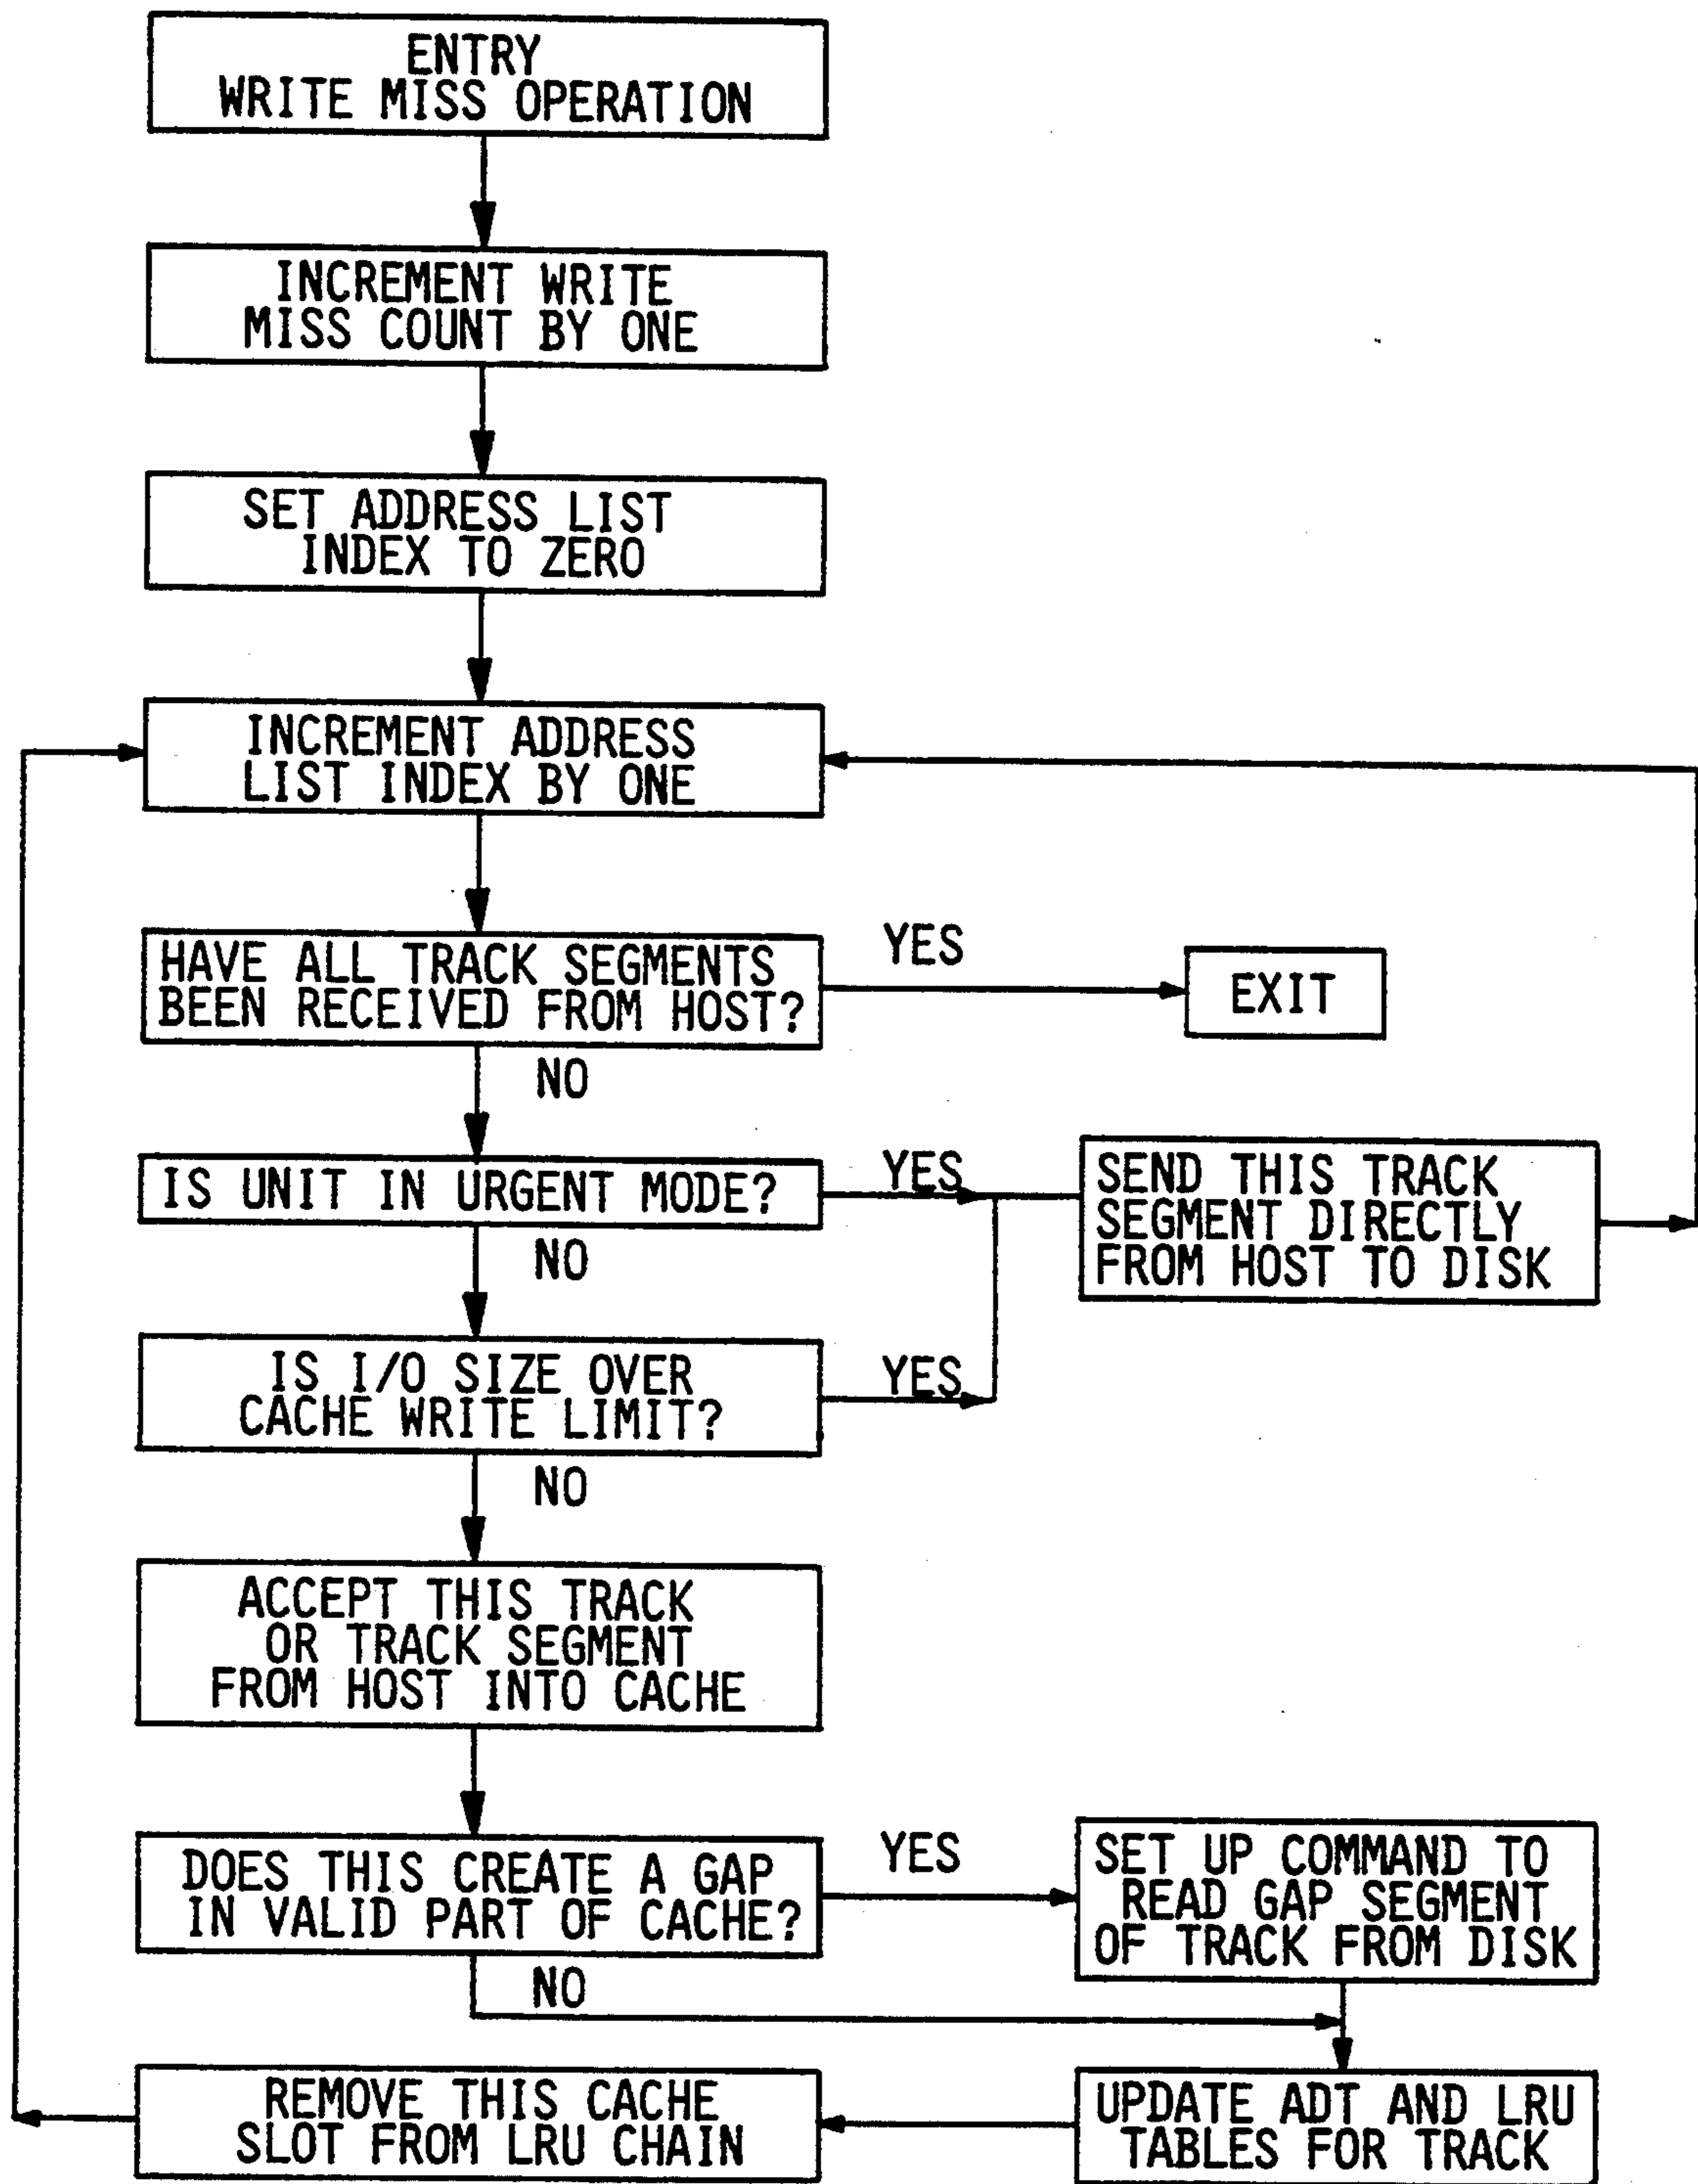 ENTRY
WRITE MISS OPERATION
INCREMENT WRITE
MISS COUNT BY ONE
SET ADDRESS LIST
INDEX TO ZERO
INCREMENT ADDRESS
LIST INDEX BY ONE
HAVE ALL TRACK SEGMENTS
BEEN RECEIVED FROM HOST?
YES
EXIT
NO
IS UNIT IN URGENT MODE?
YES
SEND THIS TRACK
SEGMENT DIRECTLY
FROM HOST TO DISK
NO
IS I/O SIZE OVER
CACHE WRITE LIMIT?
YES
NO
ACCEPT THIS TRACK
OR TRACK SEGMENT
FROM HOST INTO CACHE
DOES THIS CREATE A GAP
IN VALID PART OF CACHE?
YES
SET UP COMMAND TO
READ GAP SEGMENT
OF TRACK FROM DISK
NO
REMOVE THIS CACHE
SLOT FROM LRU CHAIN
UPDATE ADT AND LRU
TABLES FOR TRACK